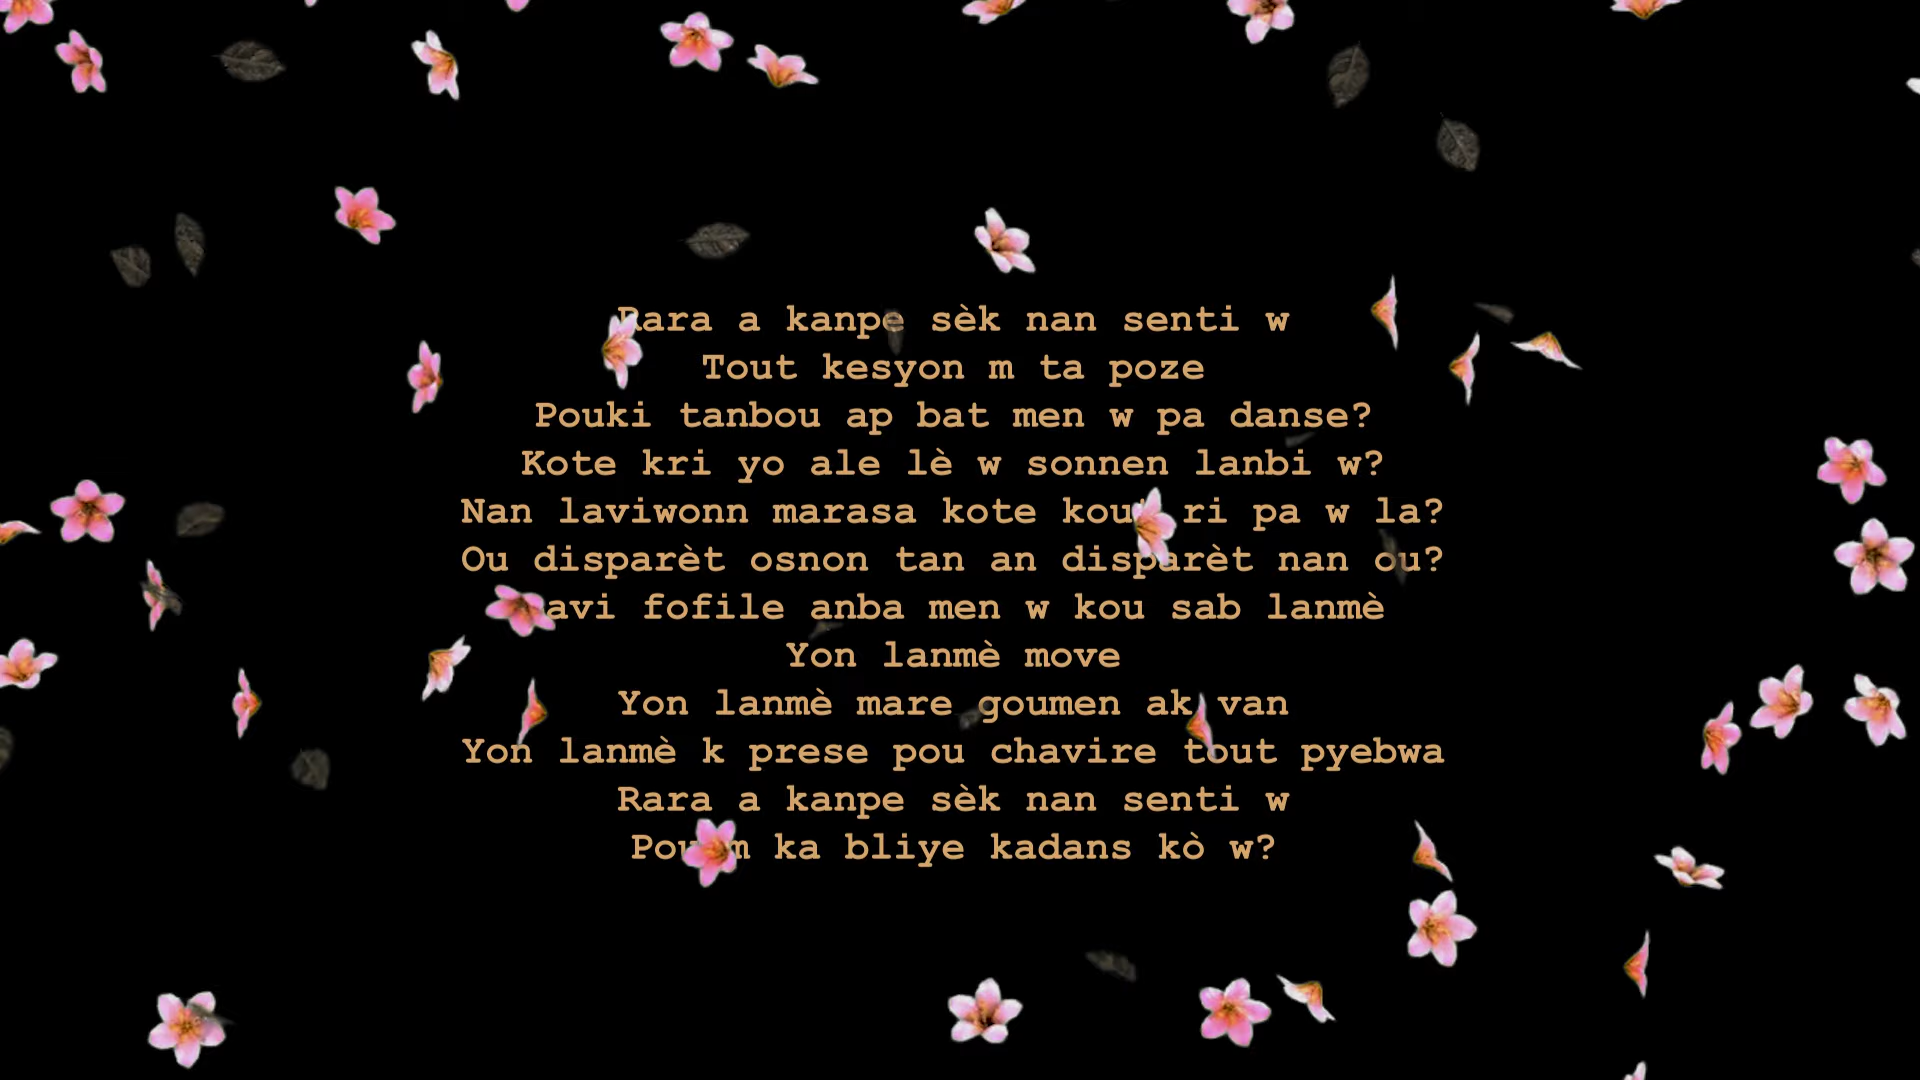 Rara a kanpe sèk nan senti w
Tout kesyon m ta poze
Pouki tanbou ap bat men w pa danse?
Kote kri yo ale lè w sonnen lanbi w?
Nan laviwonn marasa kote ri pa w la?
Ou disparèt osnon tan an disparèt nan ou?
fofile anba men w kou sab lanmè
Yon lanmè move
Yon lanmè mare goumen ak van
Yon lanmè k prese pou chavire tout pyebwa
Rara a kanpe sèk nan senti w
Pou m ka bliye kadans kò w?